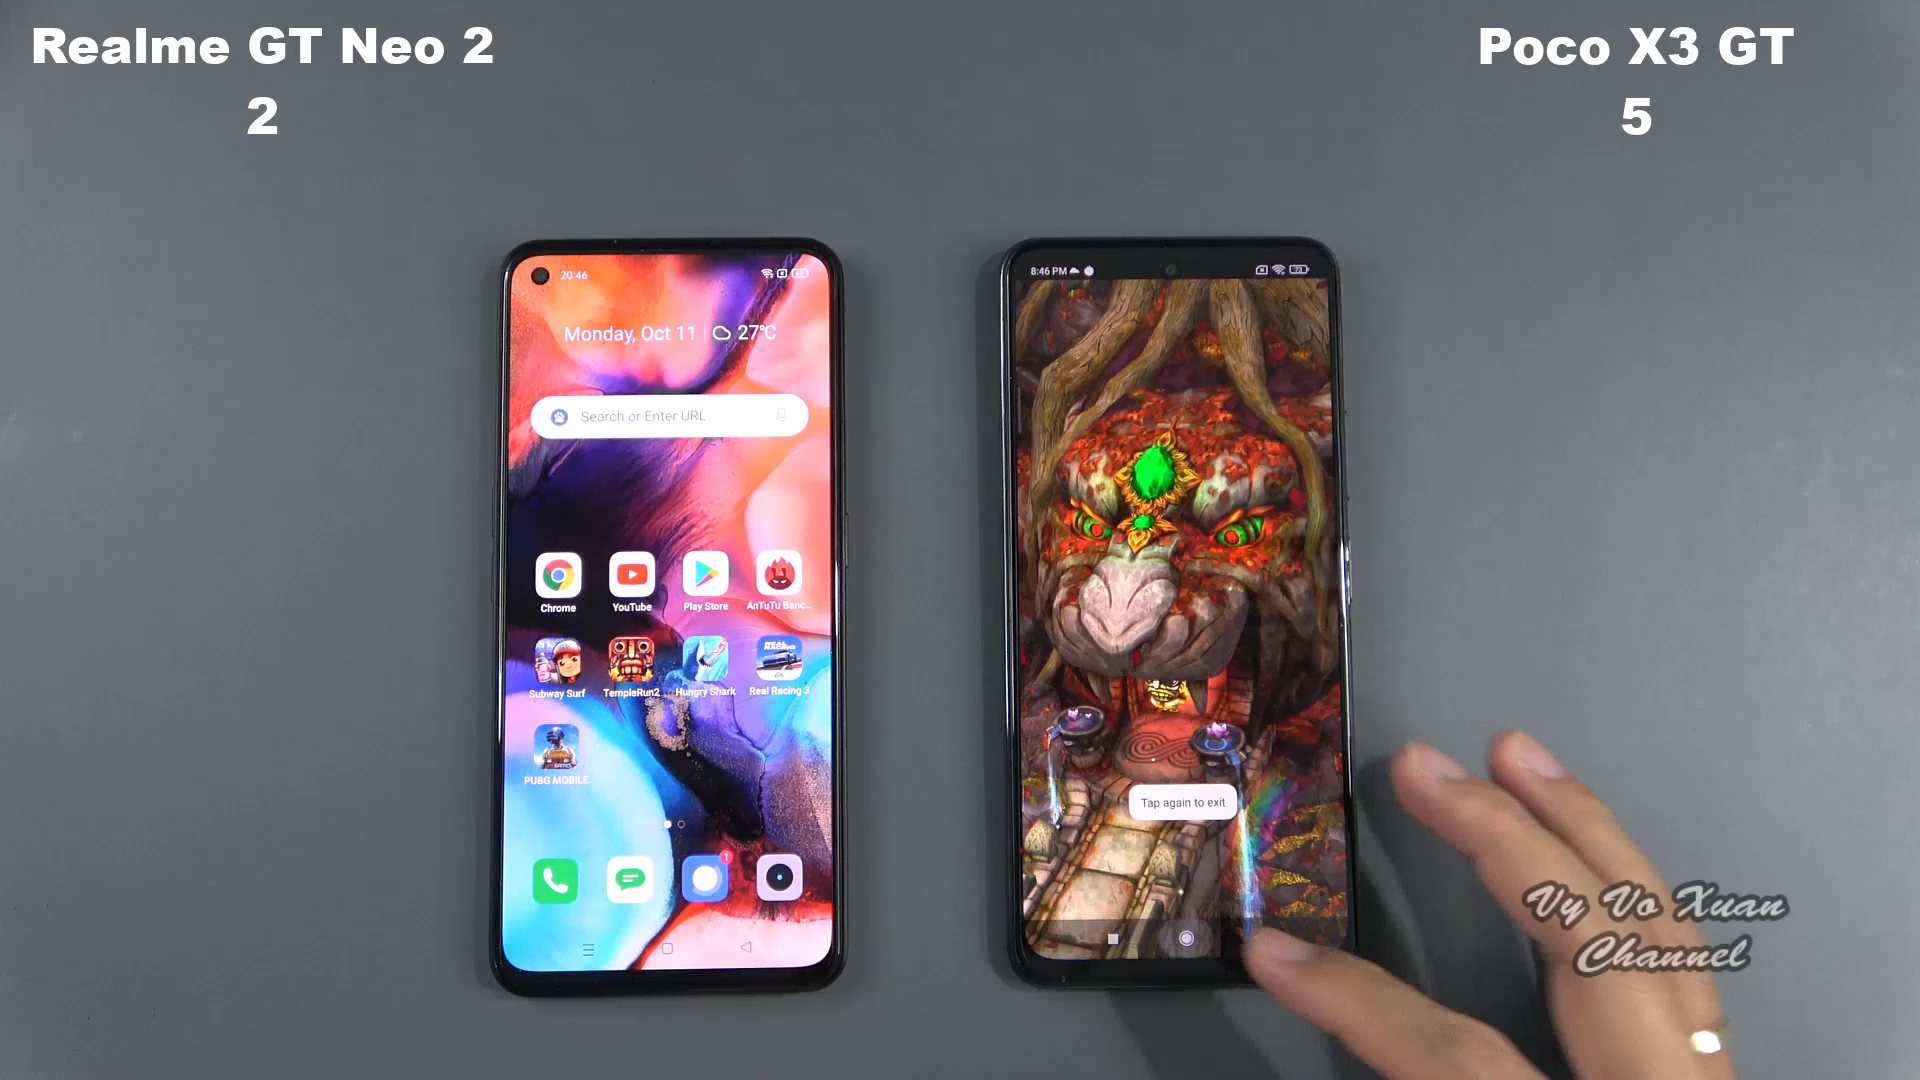 Realme GT Neo 2
2
Poco X3 GT
5
20:46
Monday, Oct 11 27°C
Search or Enter URL
Chrome YouTube Play Store AnTuTu Benc...
Subway Surf TempleRun2 Hungry Shark Real Racing 3
PUBG MOBILE
1
8:46 PM
73
Tap again to exit
Vy Vo Xuan
Channel